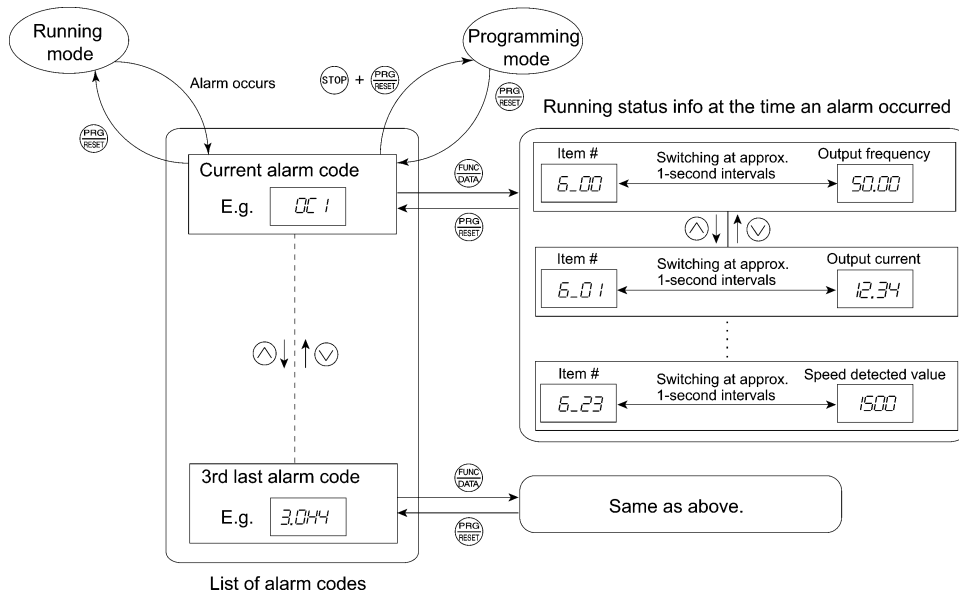 Running
mode
Programming
mode
Alarm occurs
STOP + PRG
RESET
PRG
RESET
PRG
RESET
Running status info at the time an alarm occurred
Current alarm code
E.g. OC1
FUNC
DATA
PRG
RESET
Item #
6_00
Switching at approx.
1-second intervals
Output frequency
50.00
Item #
6_01
Switching at approx.
1-second intervals
Output current
12.34
Item #
6_23
Switching at approx.
1-second intervals
Speed detected value
1500
3rd last alarm code
E.g. 3.0H4
FUNC
DATA
PRG
RESET
Same as above.
List of alarm codes